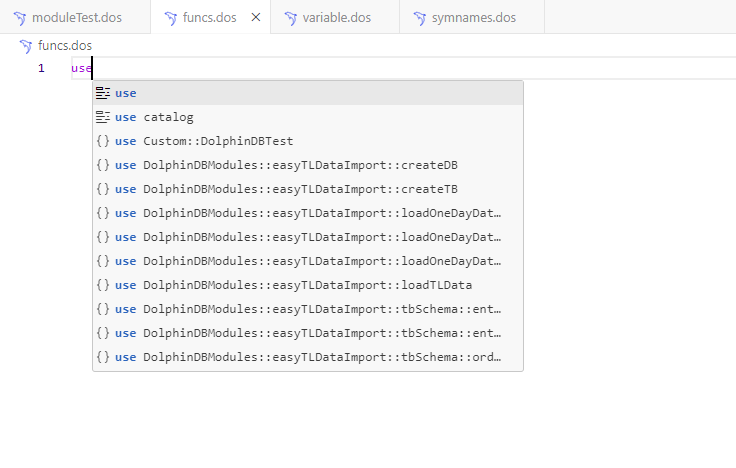 moduleTest.dos funcs.dos variable.dos symnames.dos
funcs.dos
1 use
use
use catalog
{} use Custom::DolphinDBTest
{} use DolphinDBModules::easyTLDataImport::createDB
{} use DolphinDBModules::easyTLDataImport::createTB
{} use DolphinDBModules::easyTLDataImport::loadOneDayDat…
{} use DolphinDBModules::easyTLDataImport::loadOneDayDat…
{} use DolphinDBModules::easyTLDataImport::loadOneDayDat…
{} use DolphinDBModules::easyTLDataImport::loadTLData
{} use DolphinDBModules::easyTLDataImport::tbSchema::ent…
{} use DolphinDBModules::easyTLDataImport::tbSchema::ent…
{} use DolphinDBModules::easyTLDataImport::tbSchema::ord…